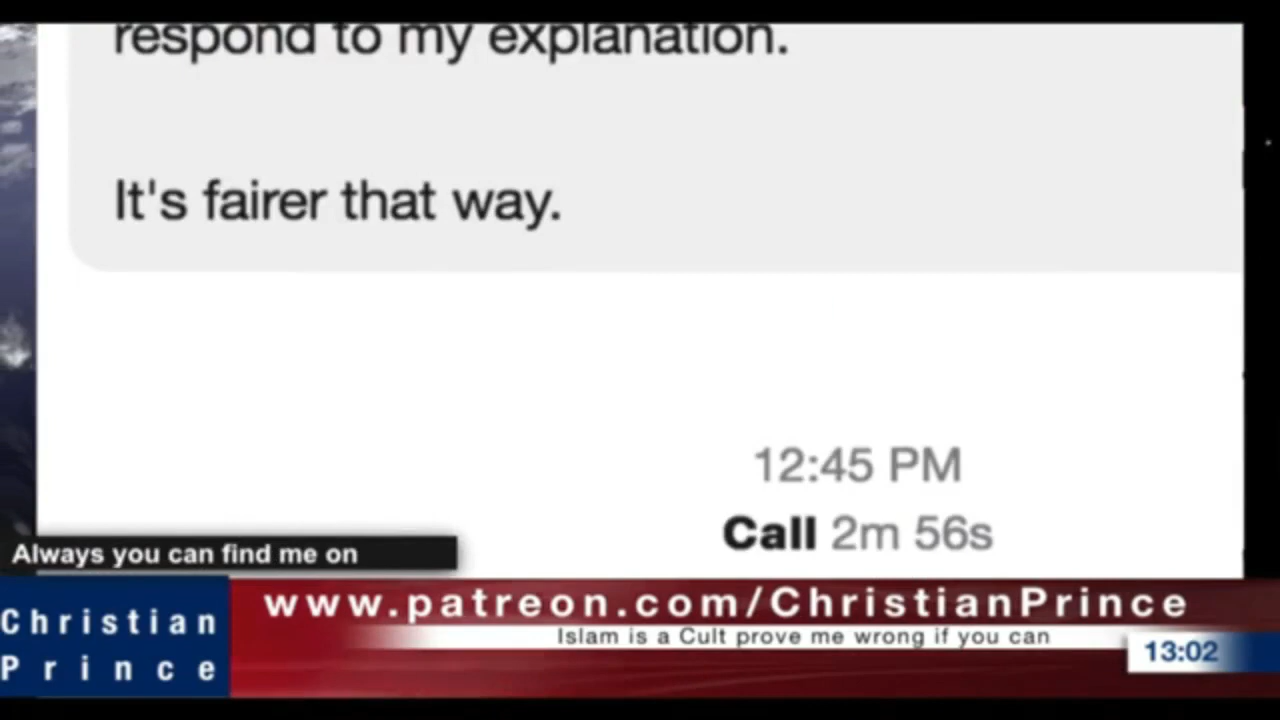 respond to my explanation.
It's fairer that way.
12:45 PM
Call 2m 56s
Always you can find me on
Christian
Prince
www.patreon.com/ChristianPrince
Islam is a Cult prove me wrong if you can
13:02